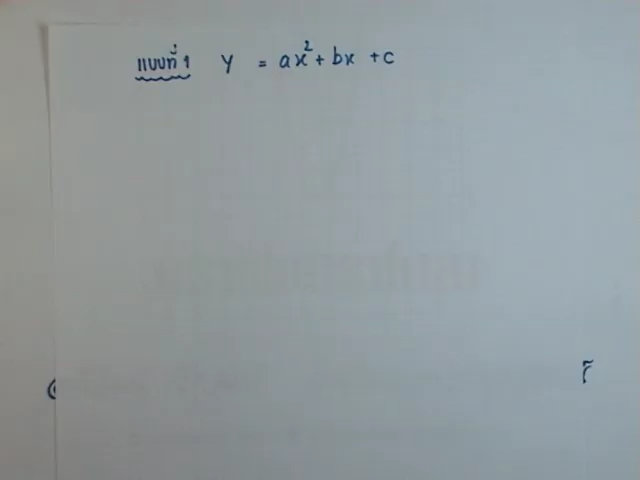 แบบที่ 1 y = ax² + bx + c